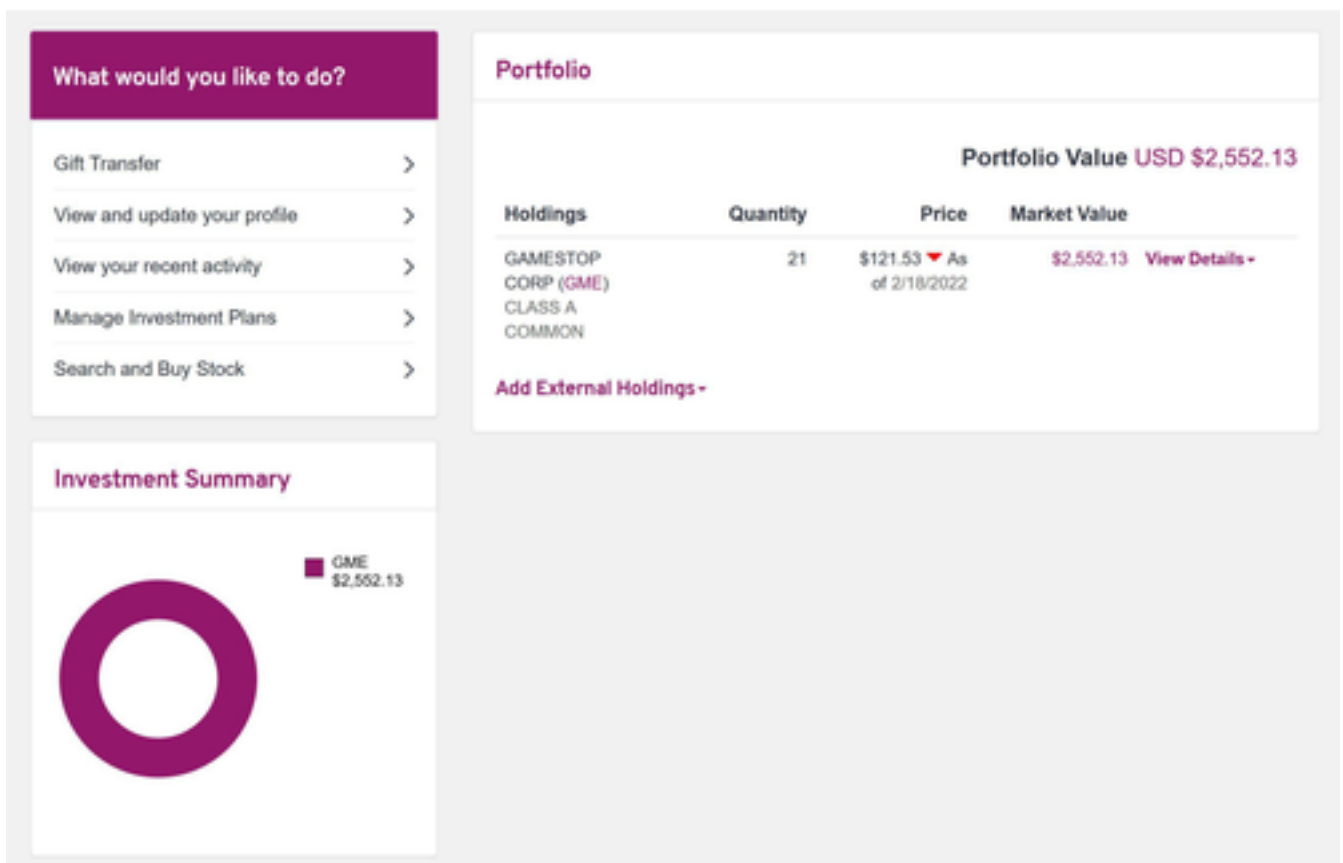 What would you like to do?
Gift Transfer
View and update your profile
View your recent activity
Manage Investment Plans
Search and Buy Stock
Portfolio
Portfolio Value USD $2,552.13
Holdings Quantity Price Market Value
GAMESTOP 21 $121.53 As $2,552.13 View Details
CORP (GME) of 2/18/2022
CLASS A
COMMON
Add External Holdings
Investment Summary
GME
$2,552.13